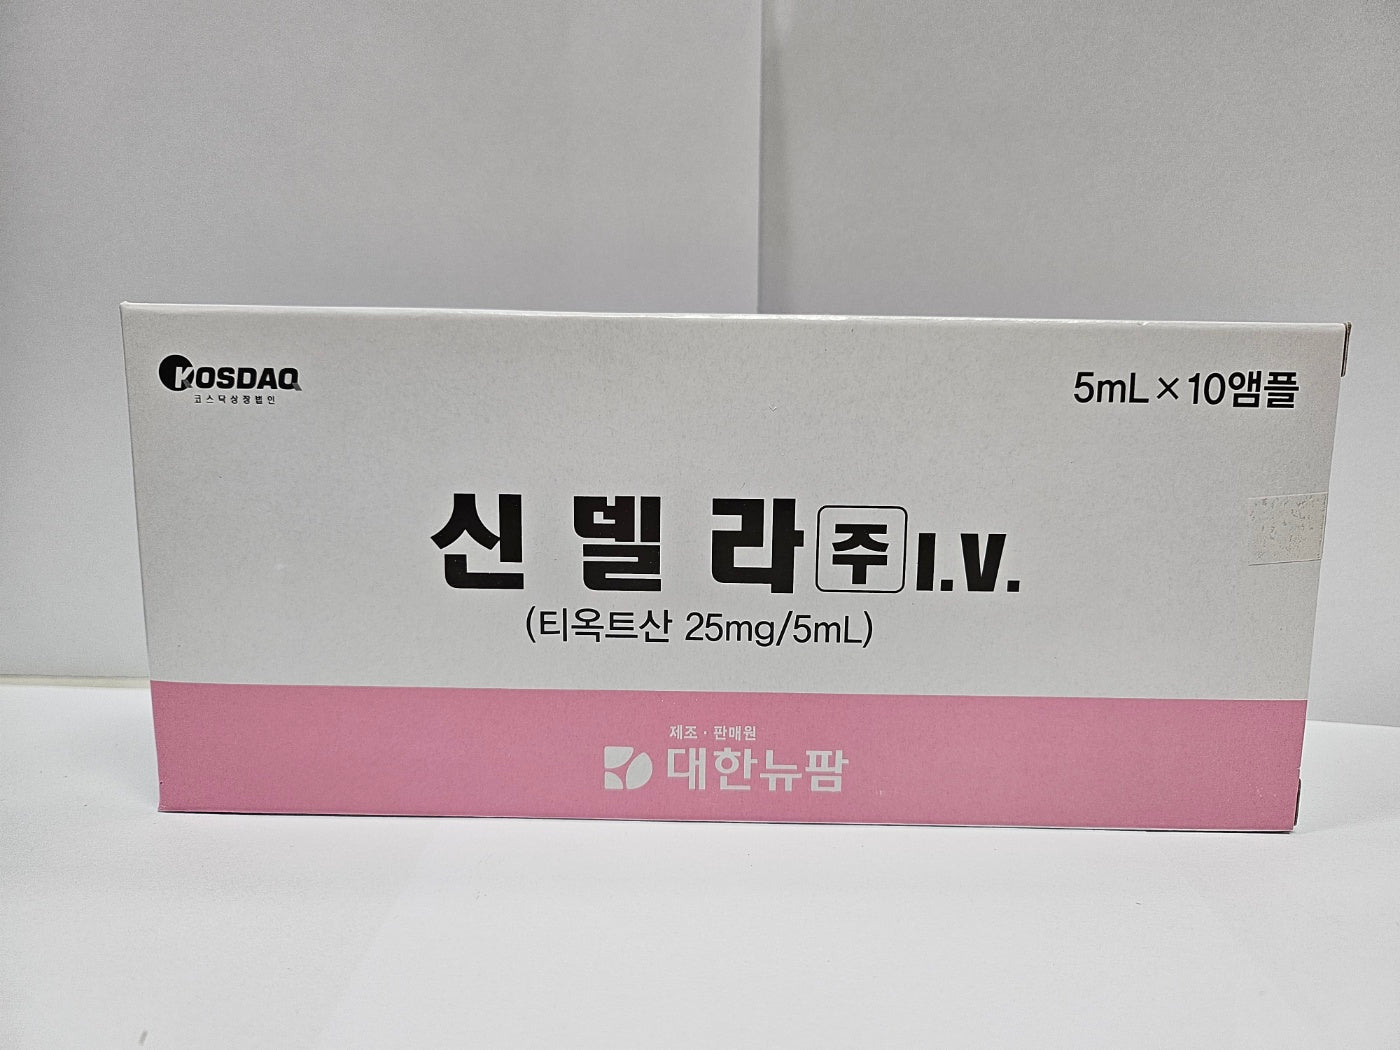 KOSDAQ
코스닥상장법인
5mL×10앰플
신델라주 I.V.
(티옥트산 25mg/5mL)
제조·판매원
대한뉴팜